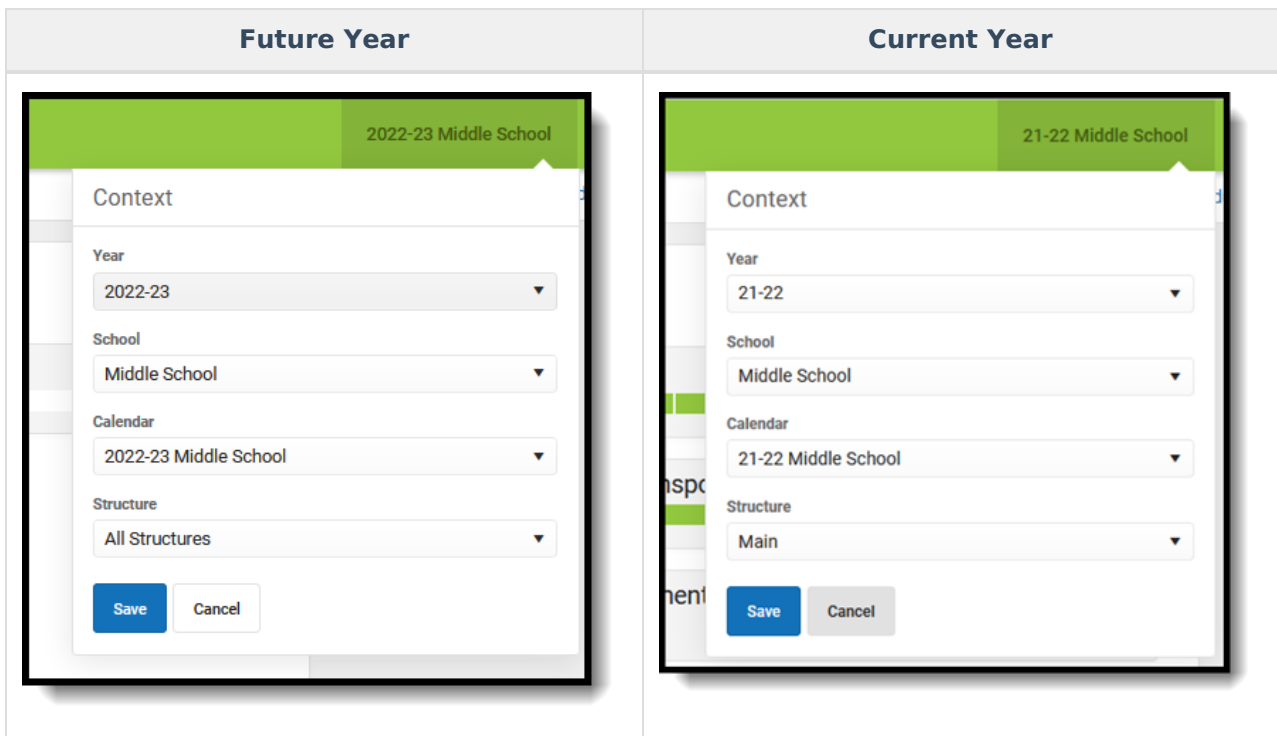 Future Year
Current Year
2022-23 Middle School
Context
Year
2022-23
School
Middle School
Calendar
2022-23 Middle School
Structure
All Structures
Save
Cancel
21-22 Middle School
Context
Year
21-22
School
Middle School
Calendar
21-22 Middle School
Structure
Main
Save
Cancel